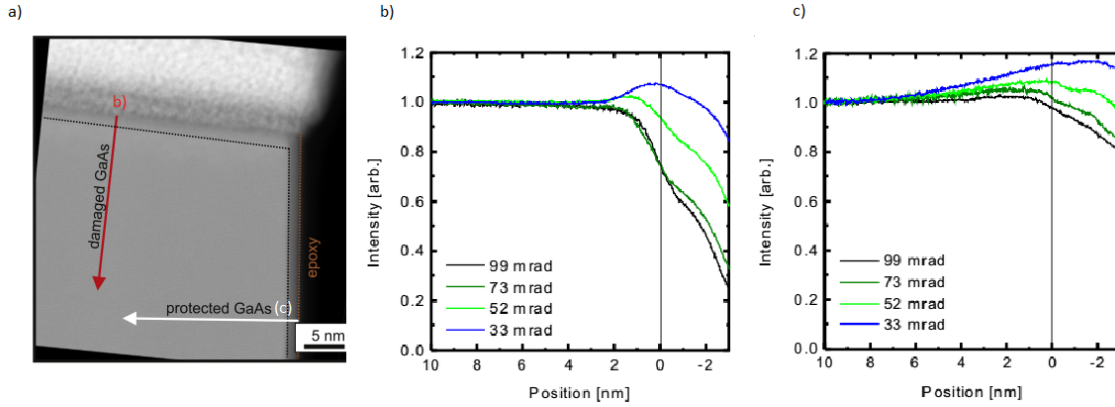 a)
b)
damaged GaAs
epoxy
protected GaAs (c)
5 nm
b)
Intensity [arb.]
1.2
1.0
0.8
0.6
0.4
0.2
0.0
99 mrad
73 mrad
52 mrad
33 mrad
10 8 6 4 2 0 -2
Position [nm]
c)
Intensity [arb.]
1.2
1.0
0.8
0.6
0.4
0.2
0.0
99 mrad
73 mrad
52 mrad
33 mrad
10 8 6 4 2 0 -2
Position [nm]